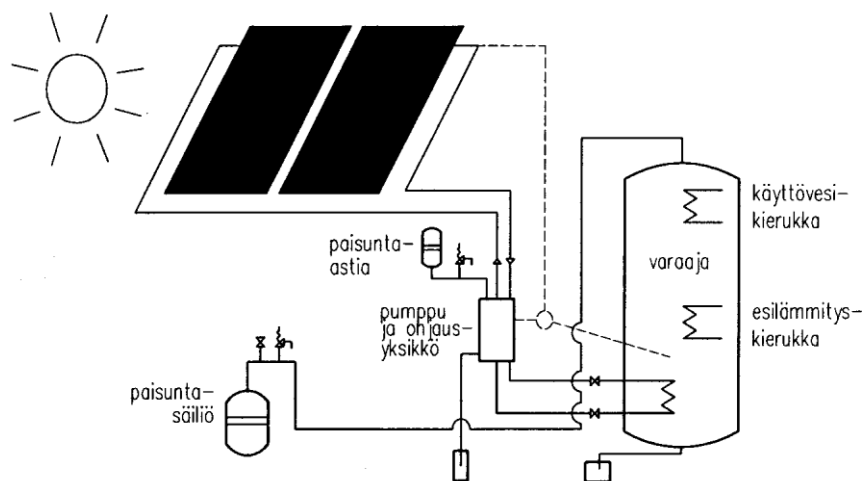 käyttövesi-
kierukka
paisunta-
astia
varaaja
pumppu
ja ohjaus-
yksikkö
esilämmitys-
kierukka
paisunta-
säiliö